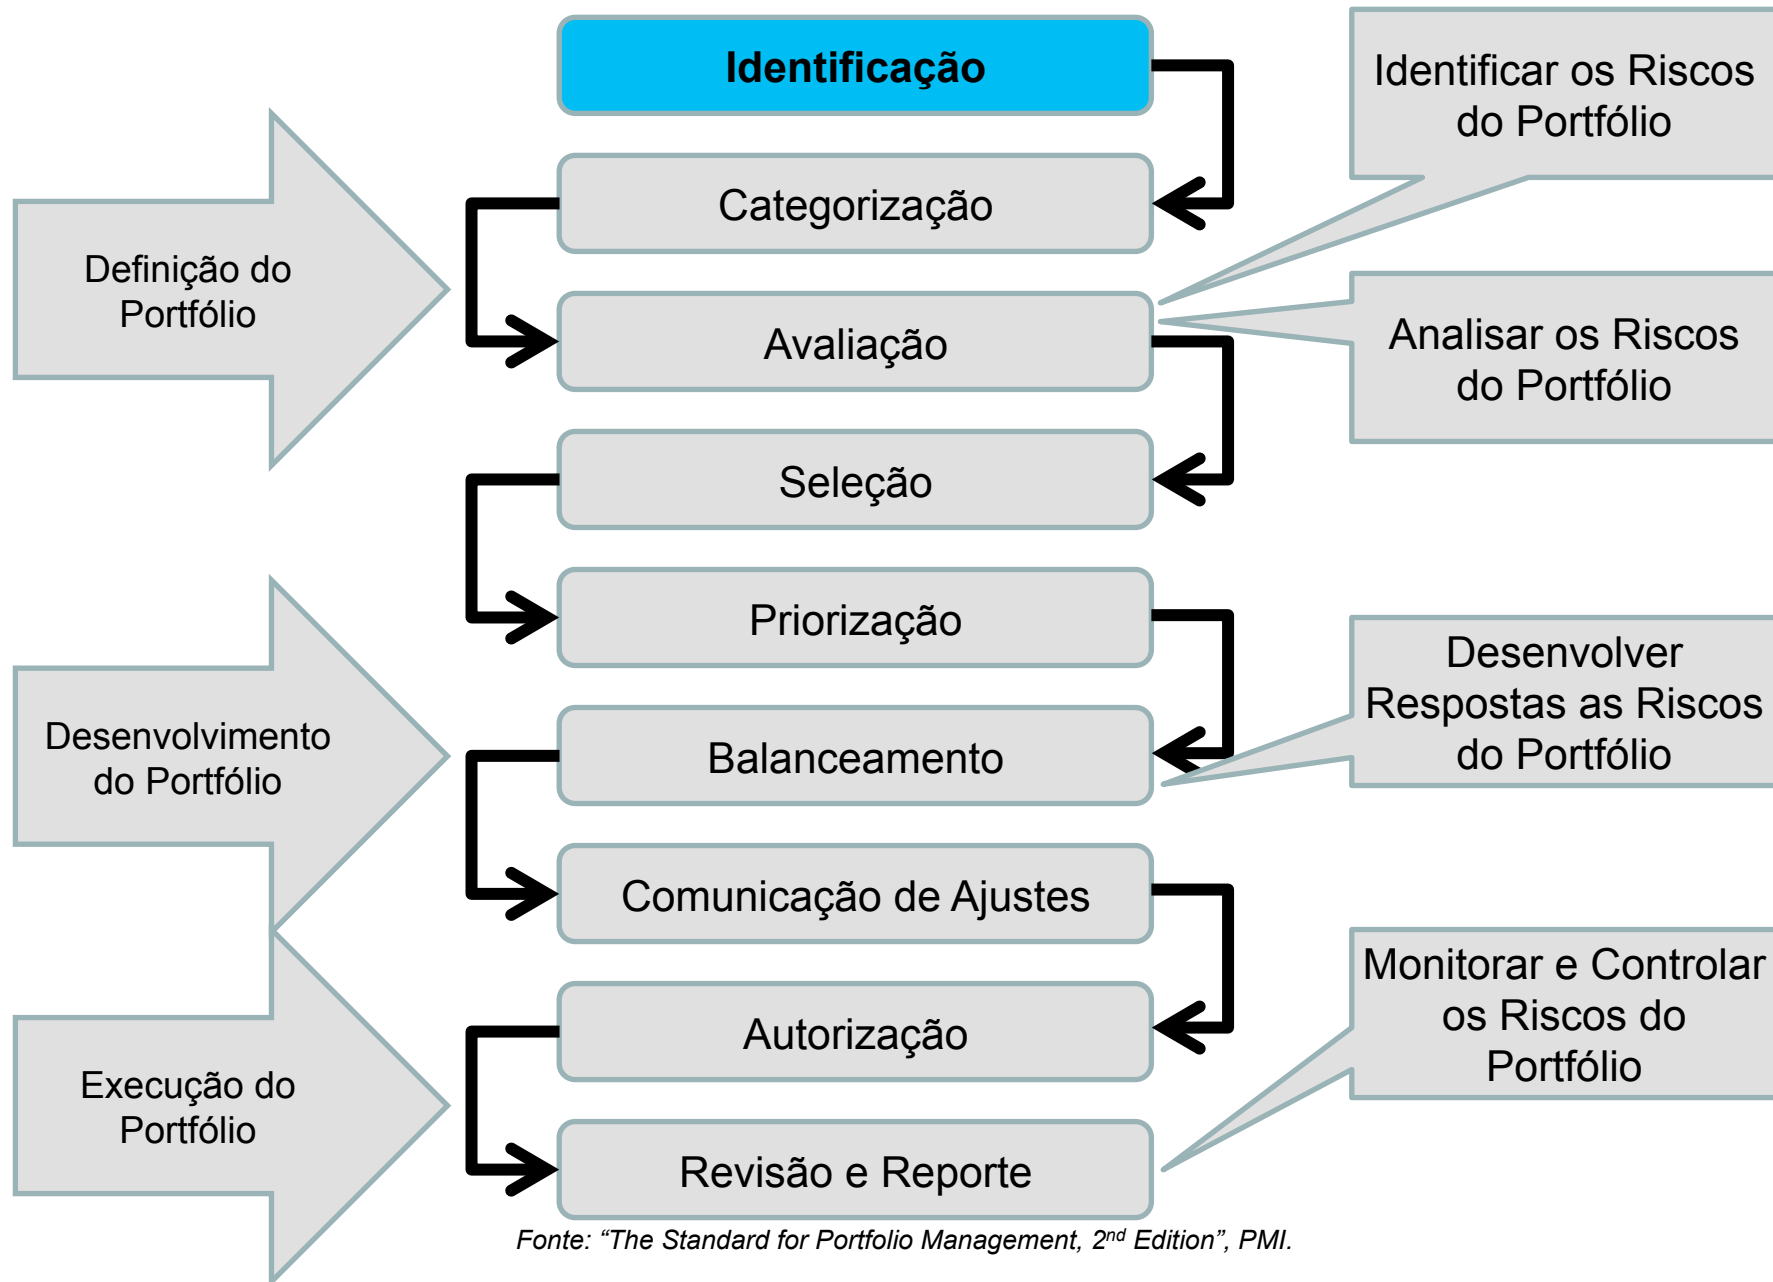 Identificação
Categorização
Avaliação
Seleção
Priorização
Balanceamento
Comunicação de Ajustes
Autorização
Revisão e Reporte
Definição do
Portfólio
Desenvolvimento
do Portfólio
Execução do
Portfólio
Identificar os Riscos
do Portfólio
Analisar os Riscos
do Portfólio
Desenvolver
Respostas as Riscos
do Portfólio
Monitorar e Controlar
os Riscos do
Portfólio
Fonte: “The Standard for Portfolio Management, 2nd Edition”, PMI.